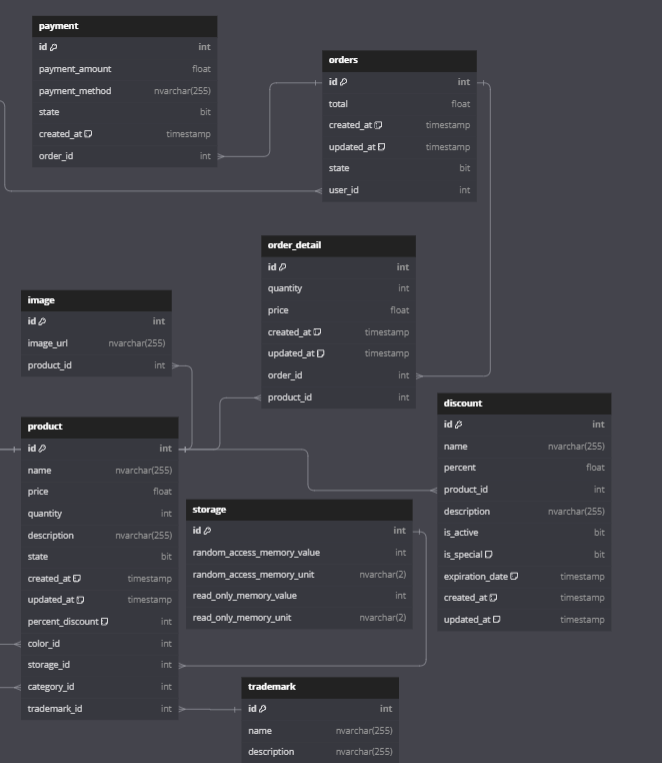 payment
id int
payment_amount float
payment_method nvarchar(255)
state bit
created_at timestamp
order_id int
orders
id int
total float
created_at timestamp
updated_at timestamp
state bit
user_id int
order_detail
id int
quantity int
price float
created_at timestamp
updated_at timestamp
order_id int
product_id int
image
id int
image_url nvarchar(255)
product_id int
discount
id int
name nvarchar(255)
percent float
product_id int
description nvarchar(255)
is_active bit
is_special bit
expiration_date timestamp
created_at timestamp
updated_at timestamp
product
id int
name nvarchar(255)
price float
quantity int
description nvarchar(255)
state bit
created_at timestamp
updated_at timestamp
percent_discount int
color_id int
storage_id int
category_id int
trademark_id int
storage
id int
random_access_memory_value int
random_access_memory_unit nvarchar(2)
read_only_memory_value int
read_only_memory_unit nvarchar(2)
trademark
id int
name nvarchar(255)
description nvarchar(255)